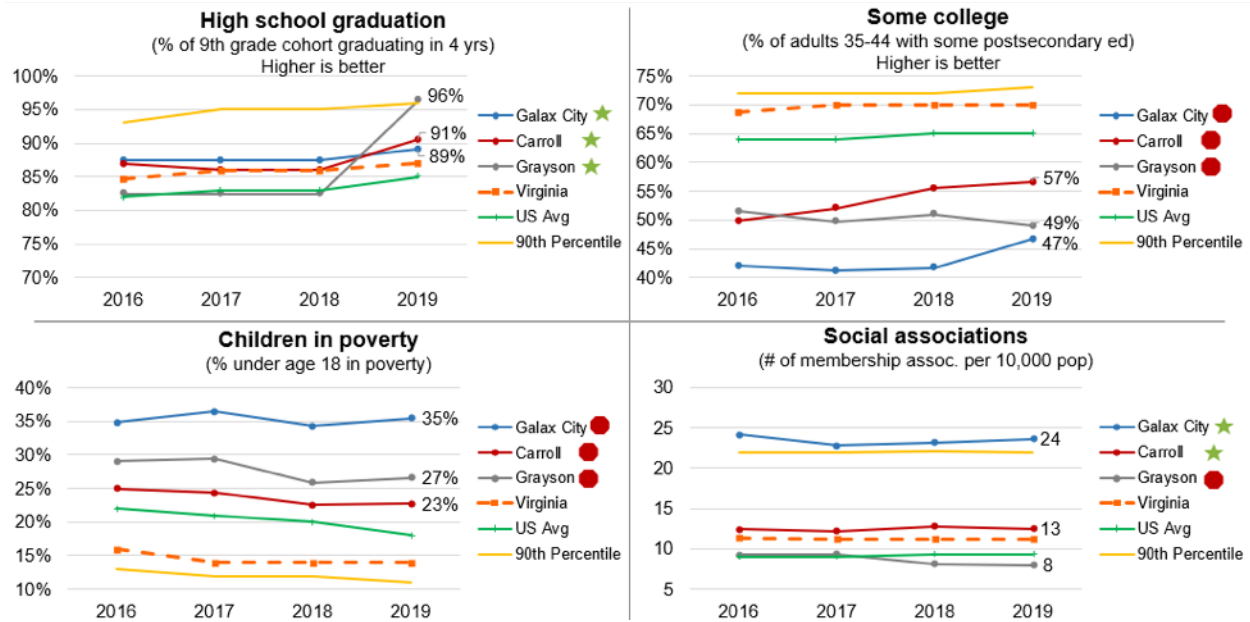 High school graduation
(% of 9th grade cohort graduating in 4 yrs)
Higher is better
100%
95%
90%
85%
80%
75%
70%
96%
91%
89%
2016 2017 2018 2019
Galax City
Carroll
Grayson
Virginia
US Avg
90th Percentile
Some college
(% of adults 35-44 with some postsecondary ed)
Higher is better
75%
70%
65%
60%
55%
50%
45%
40%
57%
49%
47%
2016 2017 2018 2019
Galax City
Carroll
Grayson
Virginia
US Avg
90th Percentile
Children in poverty
(% under age 18 in poverty)
40%
35%
30%
25%
20%
15%
10%
35%
27%
23%
2016 2017 2018 2019
Galax City
Carroll
Grayson
Virginia
US Avg
90th Percentile
Social associations
(# of membership assoc. per 10,000 pop)
30
25
20
15
10
5
24
13
8
2016 2017 2018 2019
Galax City
Carroll
Grayson
Virginia
US Avg
90th Percentile